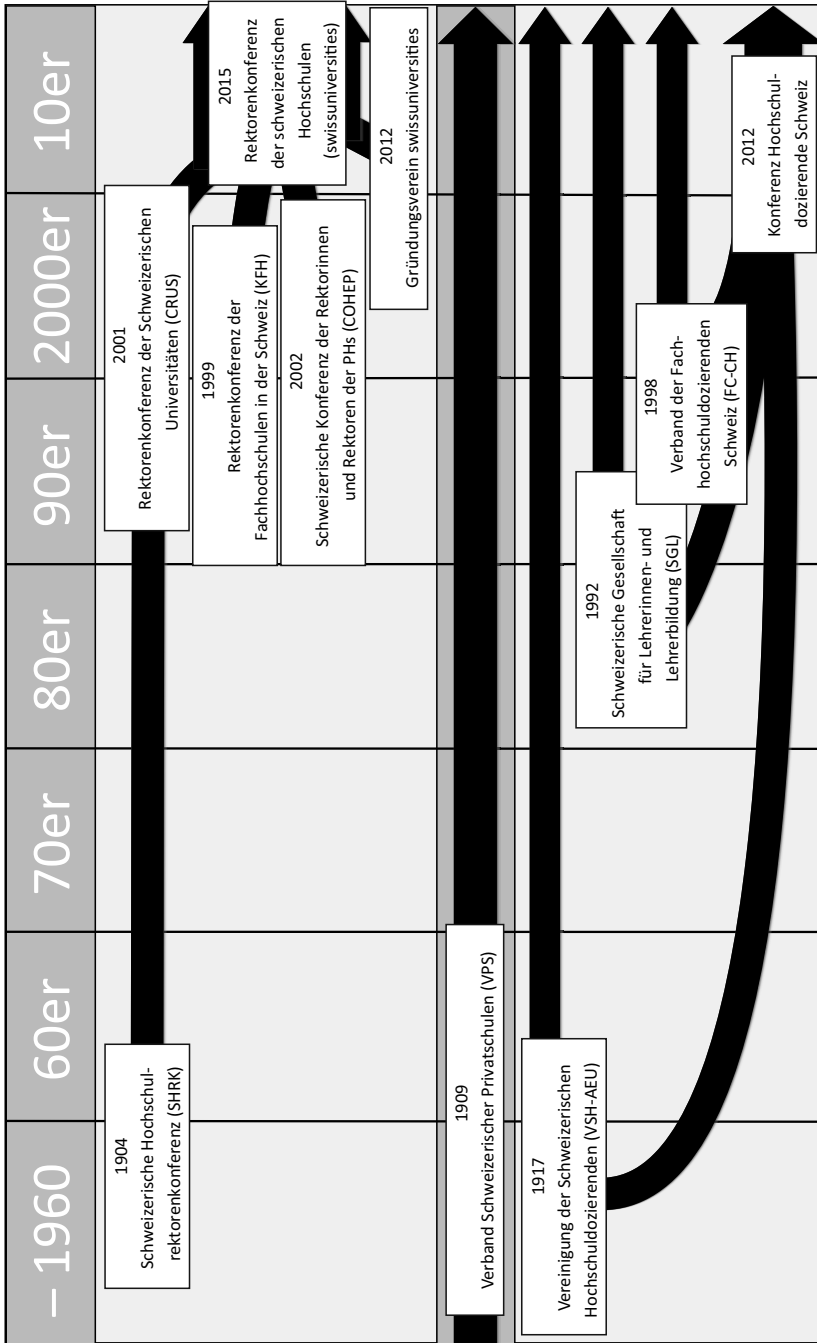 – 1960
60er
70er
80er
90er
2000er
10er
1904
Schweizerische Hochschul-
rektorenkonferenz (SHRK)
2001
Rektorenkonferenz der Schweizerischen
Universitäten (CRUS)
1999
Rektorenkonferenz der
Fachhochschulen in der Schweiz (KFH)
2002
Schweizerische Konferenz der Rektorinnen
und Rektoren der PHs (COHEP)
2015
Rektorenkonferenz
der schweizerischen
Hochschulen
(swissuniversities)
2012
Gründungsverein swissuniversities
1909
Verband Schweizerischer Privatschulen (VPS)
1917
Vereinigung der Schweizerischen
Hochschuldozierenden (VSH-AEU)
1992
Schweizerische Gesellschaft
für Lehrerinnen- und
Lehrerbildung (SGL)
1998
Verband der Fach-
hochschuldozierenden
Schweiz (FC-CH)
2012
Konferenz Hochschul-
dozierende Schweiz